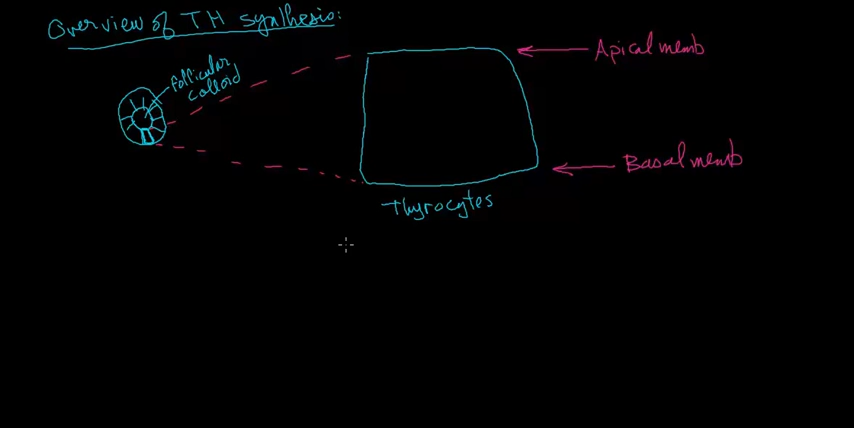 Overview of TH synthesis:
follicular
colloid
Apical memb
Basal memb
Thyrocytes